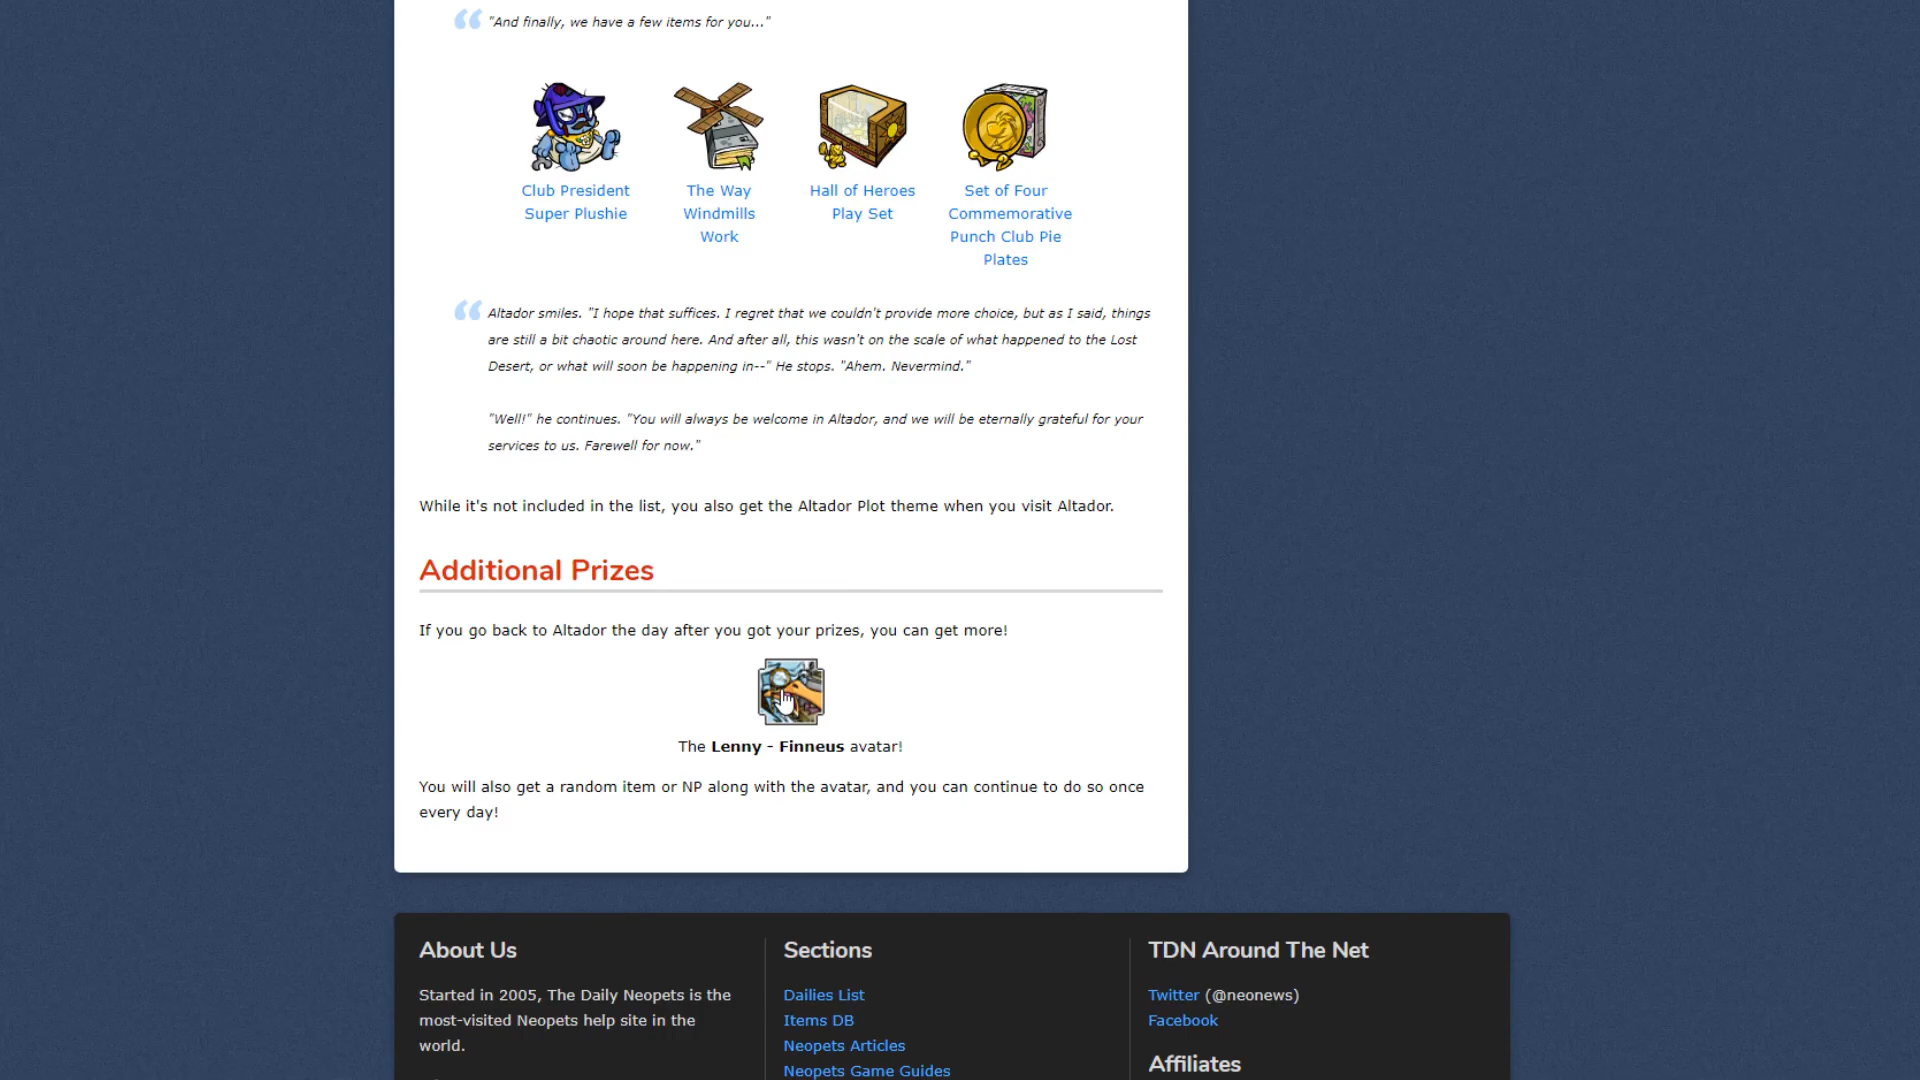 "And finally, we have a few items for you..."
Club President
Super Plushie
The Way
Windmills
Work
Hall of Heroes
Play Set
Set of Four
Commemorative
Punch Club Pie
Plates
Altador smiles. "I hope that suffices. I regret that we couldn't provide more choice, but as I said, things
are still a bit chaotic around here. And after all, this wasn't on the scale of what happened to the Lost
Desert, or what will soon be happening in--" He stops. "Ahem. Nevermind."
"Well!" he continues. "You will always be welcome in Altador, and we will be eternally grateful for your
services to us. Farewell for now."
While it's not included in the list, you also get the Altador Plot theme when you visit Altador.
Additional Prizes
If you go back to Altador the day after you got your prizes, you can get more!
The Lenny - Finneus avatar!
You will also get a random item or NP along with the avatar, and you can continue to do so once
every day!
About Us
Started in 2005, The Daily Neopets is the
most-visited Neopets help site in the
world.
Sections
Dailies List
Items DB
Neopets Articles
Neopets Game Guides
TDN Around The Net
Twitter (@neonews)
Facebook
Affiliates